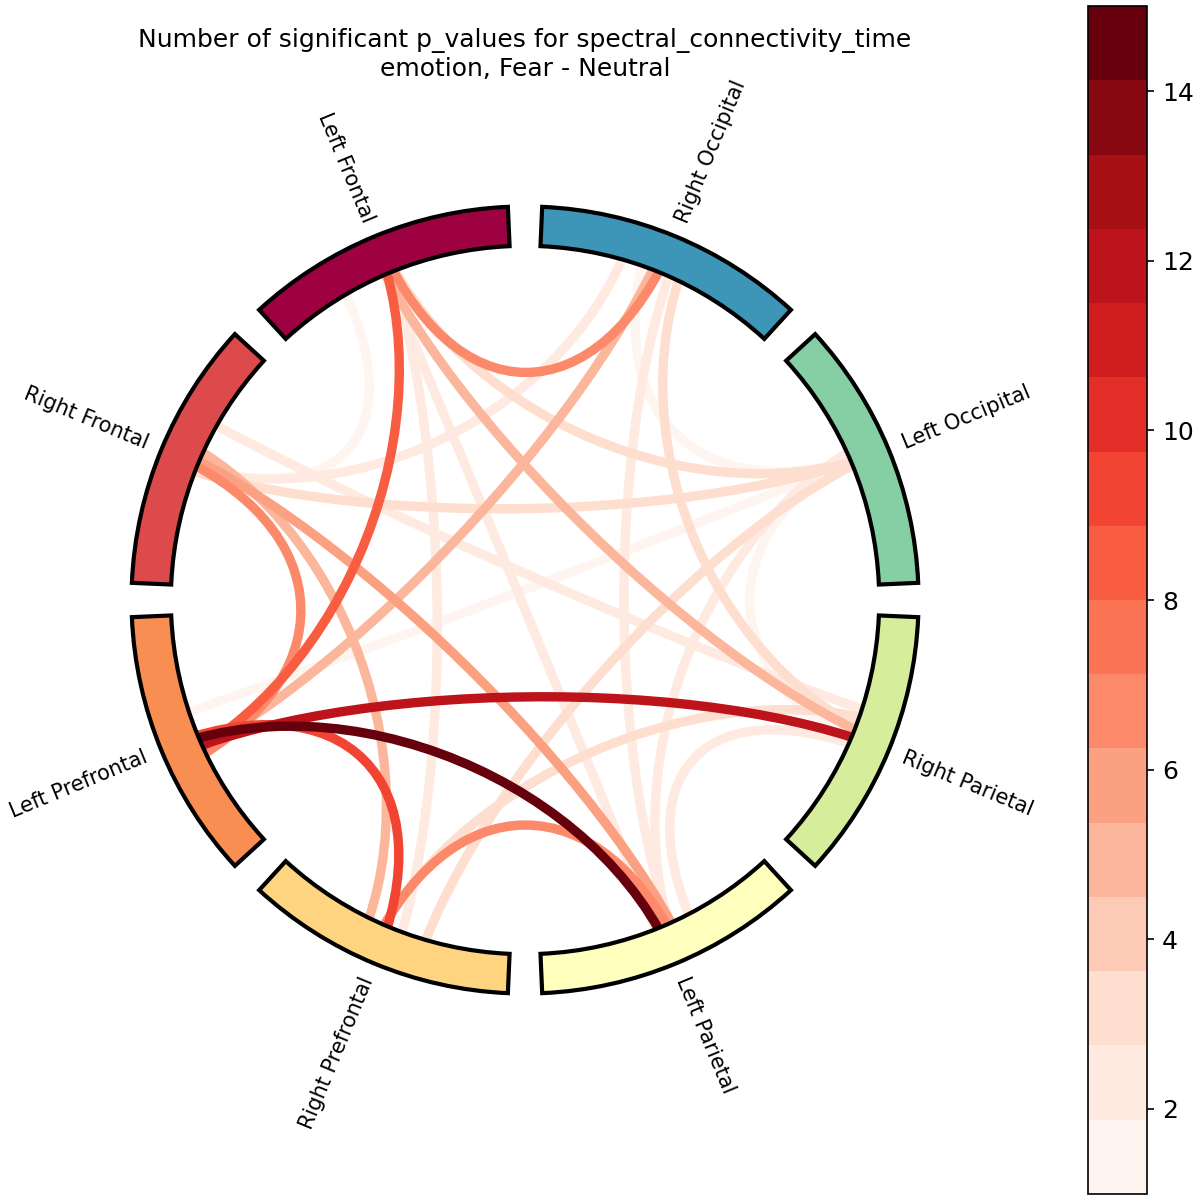 Number of significant p_values for spectral_connectivity_time
emotion, Fear - Neutral
Left Frontal
Right Occipital
Right Frontal
Left Occipital
Left Prefrontal
Right Parietal
Right Prefrontal
Left Parietal
14
12
10
8
6
4
2